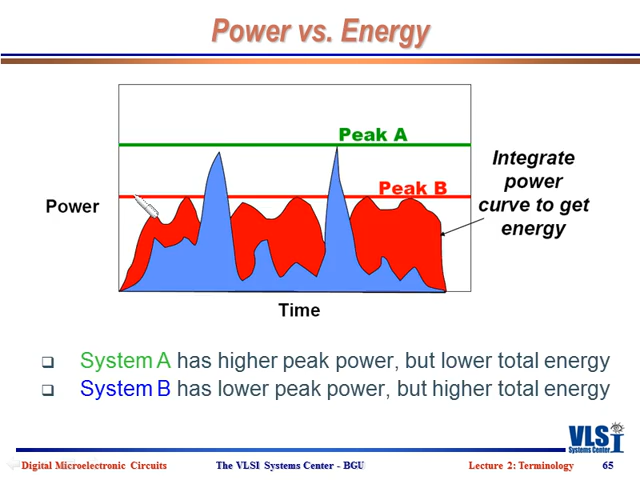 Power vs. Energy
Peak A
Peak B
Power
Integrate
power
curve to get
energy
Time
System A has higher peak power, but lower total energy
System B has lower peak power, but higher total energy
VLSI
Systems Center
Digital Microelectronic Circuits
The VLSI Systems Center - BGU
Lecture 2: Terminology
65